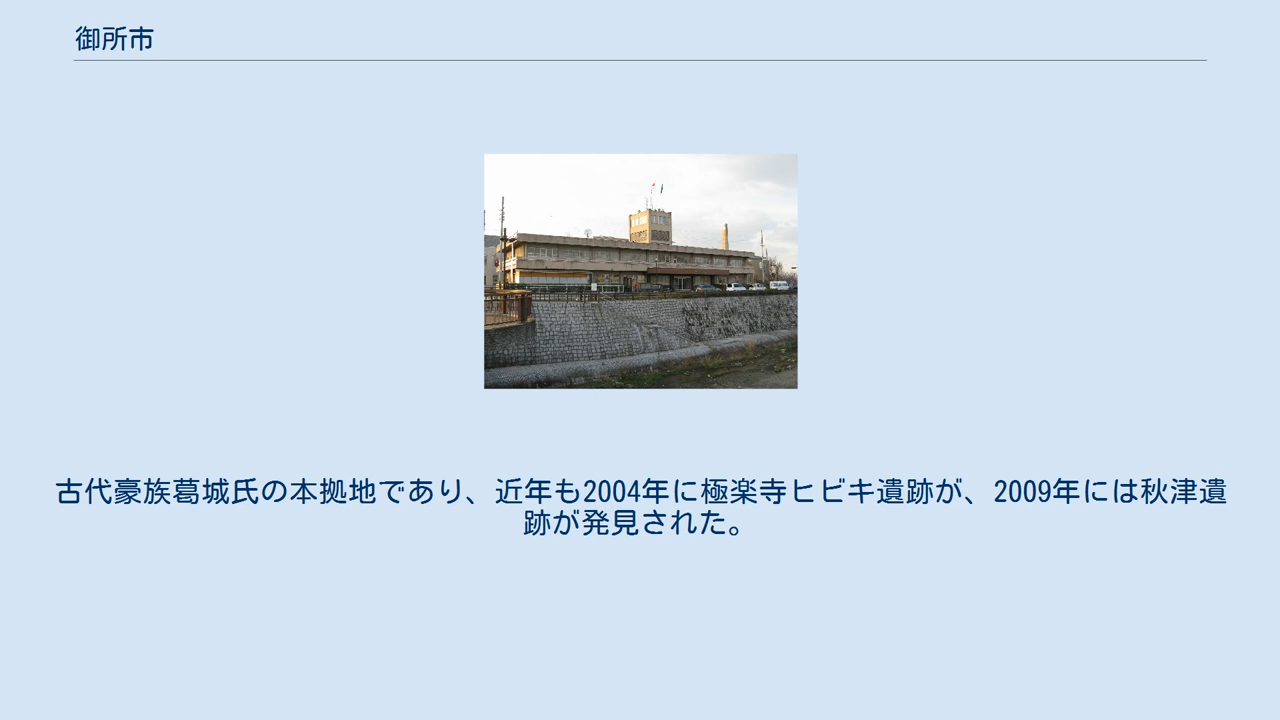 御所市
古代豪族葛城氏の本拠地であり、近年も2004年に極楽寺ヒビキ遺跡が、2009年には秋津遺
跡が発見された。